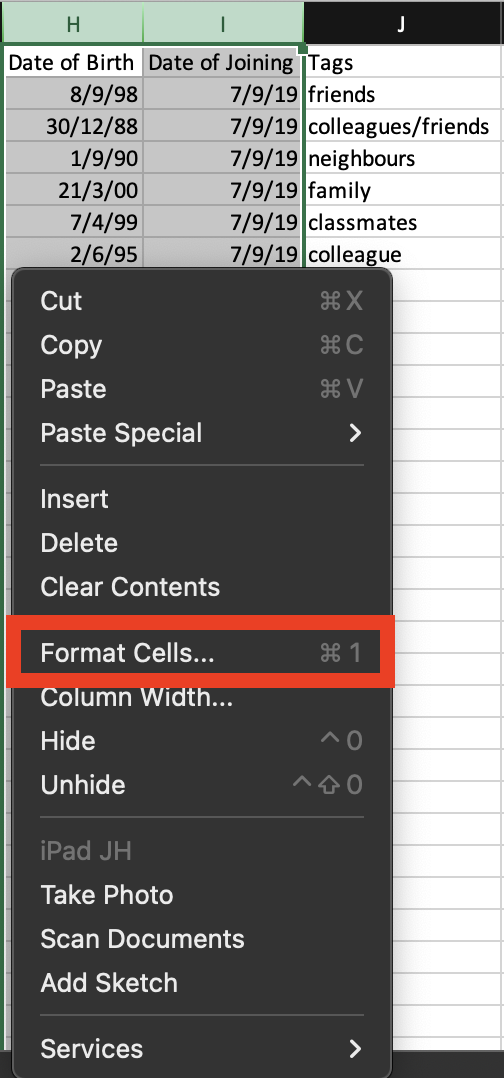 H I J
Date of Birth Date of Joining Tags
8/9/98 7/9/19 friends
30/12/88 7/9/19 colleagues/friends
1/9/90 7/9/19 neighbours
21/3/00 7/9/19 family
7/4/99 7/9/19 classmates
2/6/95 7/9/19 colleague
Cut ⌘X
Copy ⌘C
Paste ⌘V
Paste Special >
Insert
Delete
Clear Contents
Format Cells... ⌘1
Column Width...
Hide ^0
Unhide ^⇧0
iPad JH
Take Photo
Scan Documents
Add Sketch
Services >